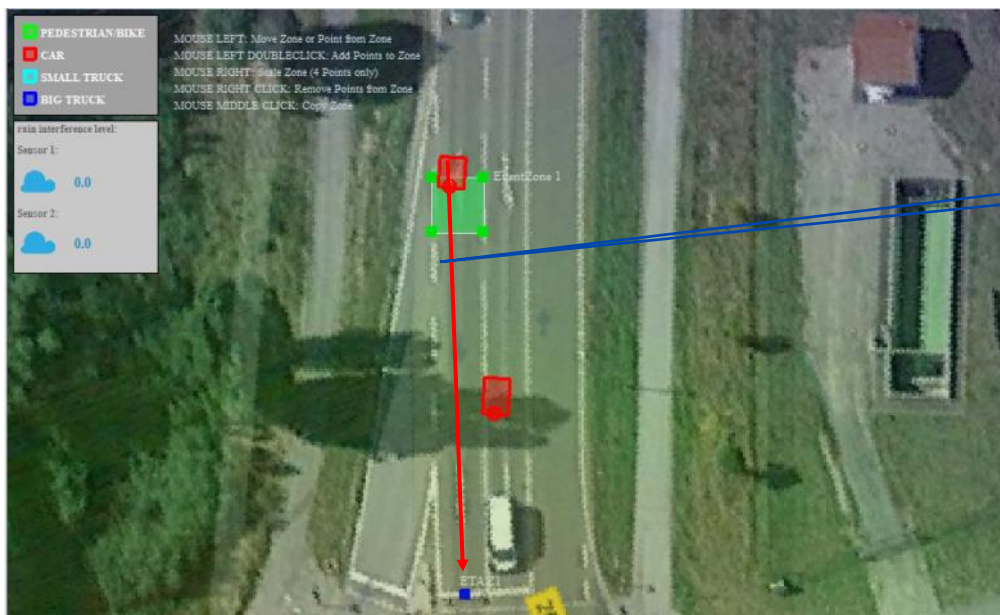 PEDESTRIAN/BIKE
CAR
SMALL TRUCK
BIG TRUCK
MOUSE LEFT: Move Zone or Point from Zone
MOUSE LEFT DOUBLECLICK: Add Points to Zone
MOUSE RIGHT: Scale Zone (4 Points only)
MOUSE RIGHT CLICK: Remove Points from Zone
MOUSE MIDDLE CLICK: Copy Zone
rain interference level:
Sensor 1:
0.0
Sensor 2:
0.0
EventZone 1
ETAZ1